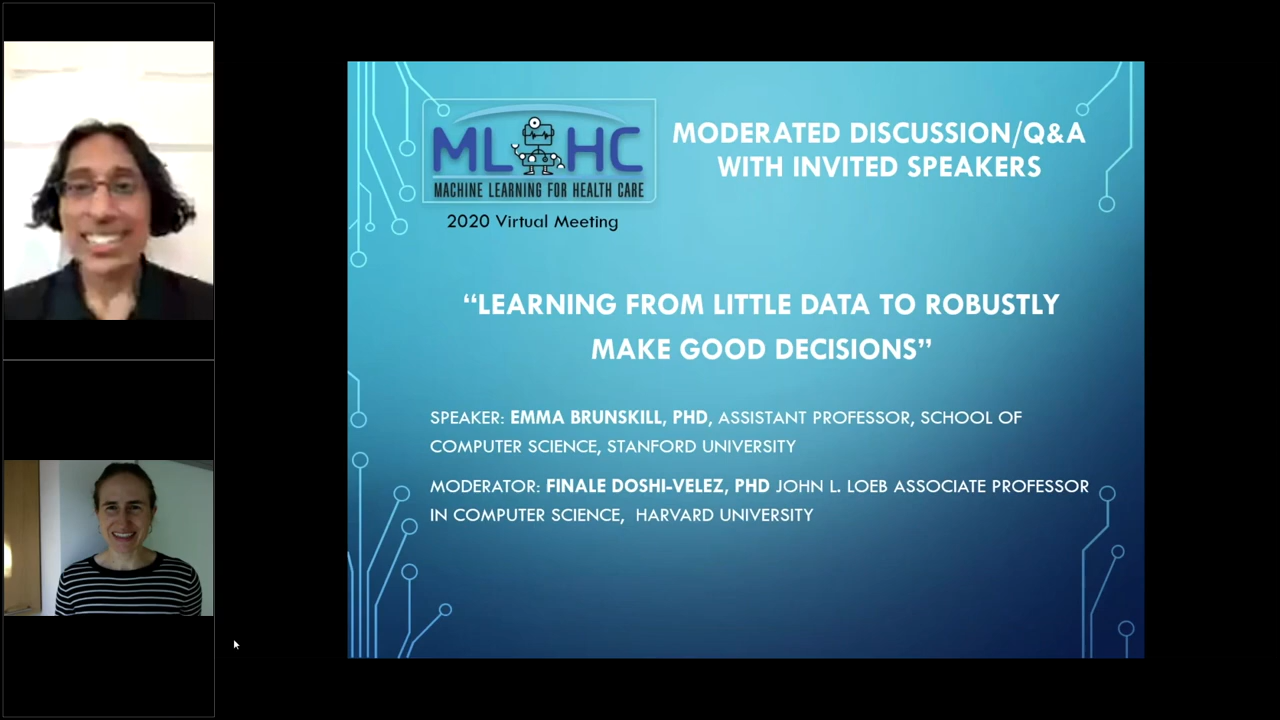 ML HC
MACHINE LEARNING FOR HEALTH CARE
2020 Virtual Meeting
MODERATED DISCUSSION/Q&A
WITH INVITED SPEAKERS
“LEARNING FROM LITTLE DATA TO ROBUSTLY
MAKE GOOD DECISIONS”
SPEAKER: EMMA BRUNSKILL, PHD, ASSISTANT PROFESSOR, SCHOOL OF
COMPUTER SCIENCE, STANFORD UNIVERSITY
MODERATOR: FINALE DOSHI-VELEZ, PHD JOHN L. LOEB ASSOCIATE PROFESSOR
IN COMPUTER SCIENCE, HARVARD UNIVERSITY